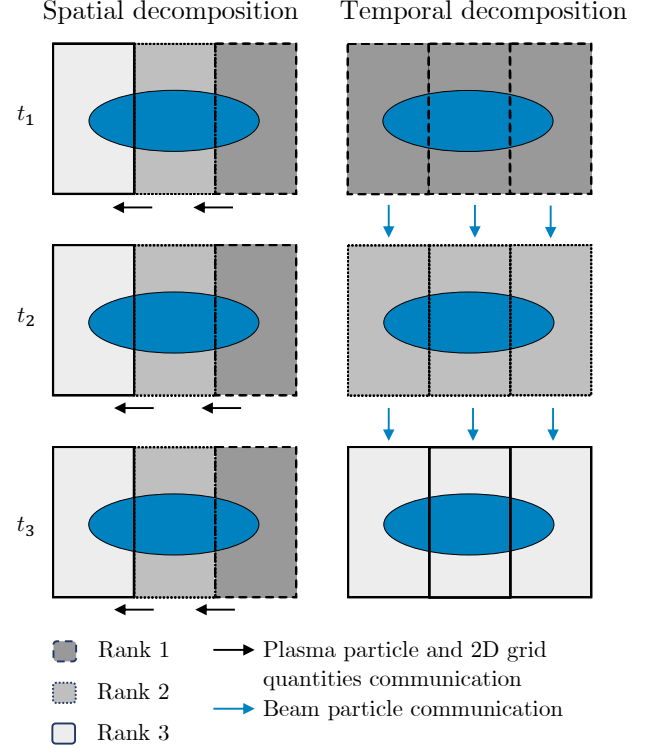 Spatial decomposition
Temporal decomposition
t₁
t₂
t₃
Rank 1
Rank 2
Rank 3
Plasma particle and 2D grid
quantities communication
Beam particle communication